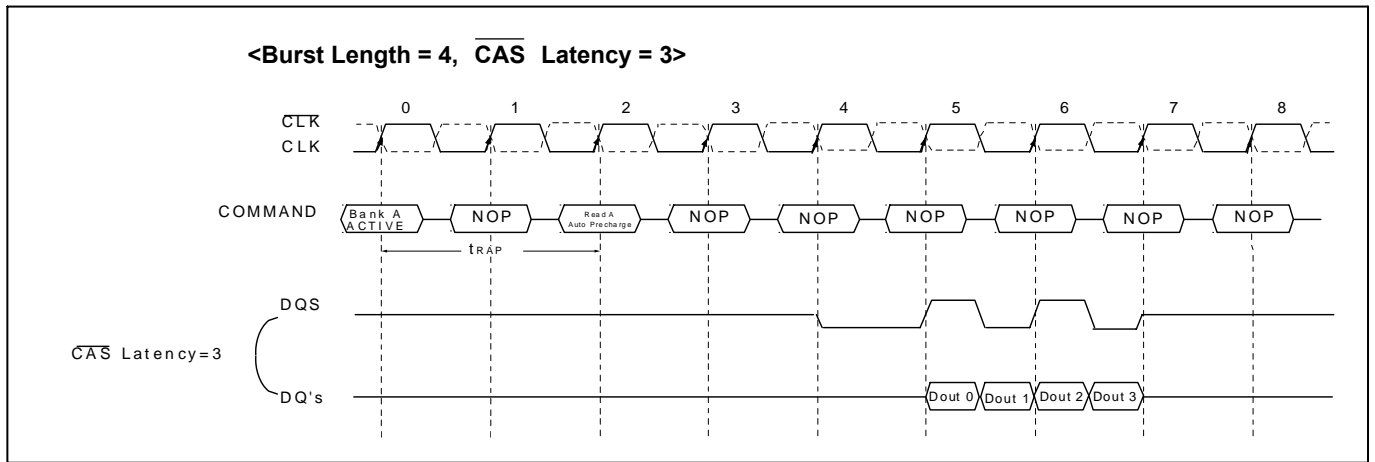 <Burst Length = 4, CAS Latency = 3>
0 1 2 3 4 5 6 7 8
CLK
CLK
COMMAND
Bank A ACTIVE
NOP
Read A Auto Precharge
NOP
NOP
NOP
NOP
NOP
NOP
tRAP
DQS
CAS Latency=3
DQ's
Dout 0 Dout 1 Dout 2 Dout 3